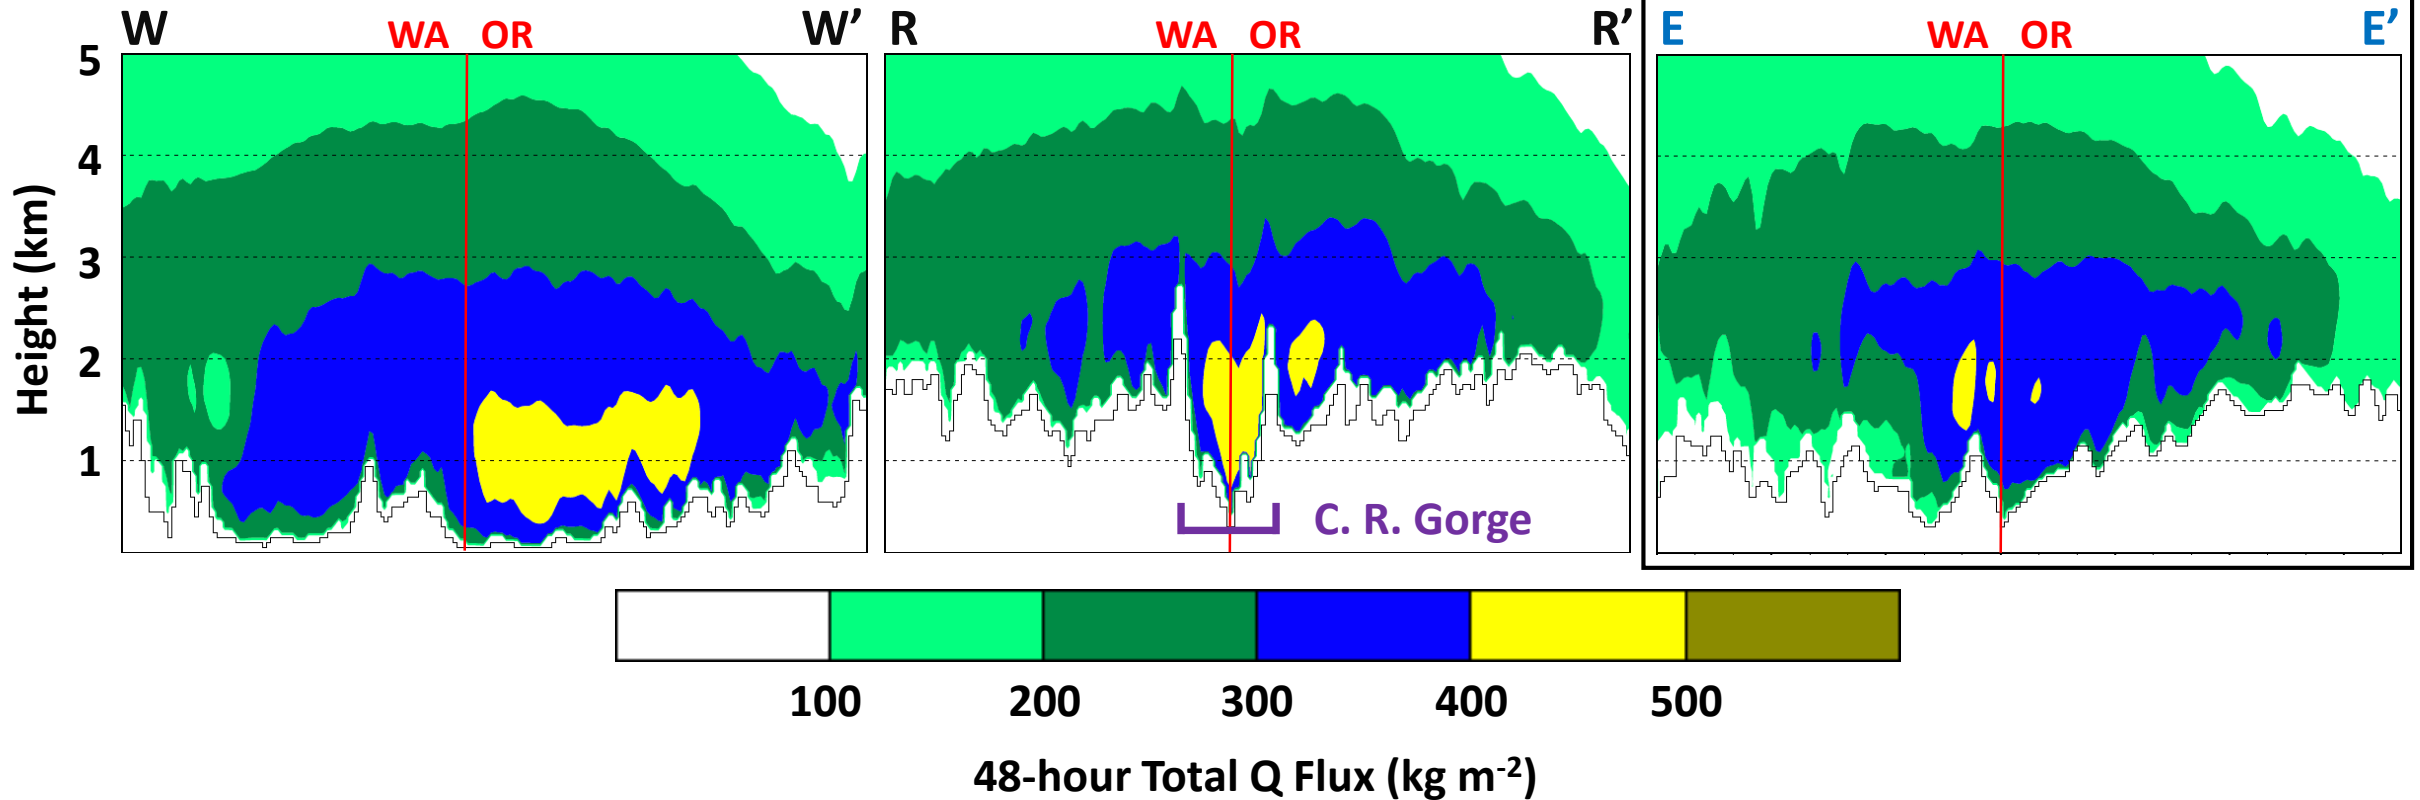 W WA OR W’ R WA OR R’ E WA OR E’
5
4
3
2
1
Height (km)
C. R. Gorge
100 200 300 400 500
48-hour Total Q Flux (kg m-2)